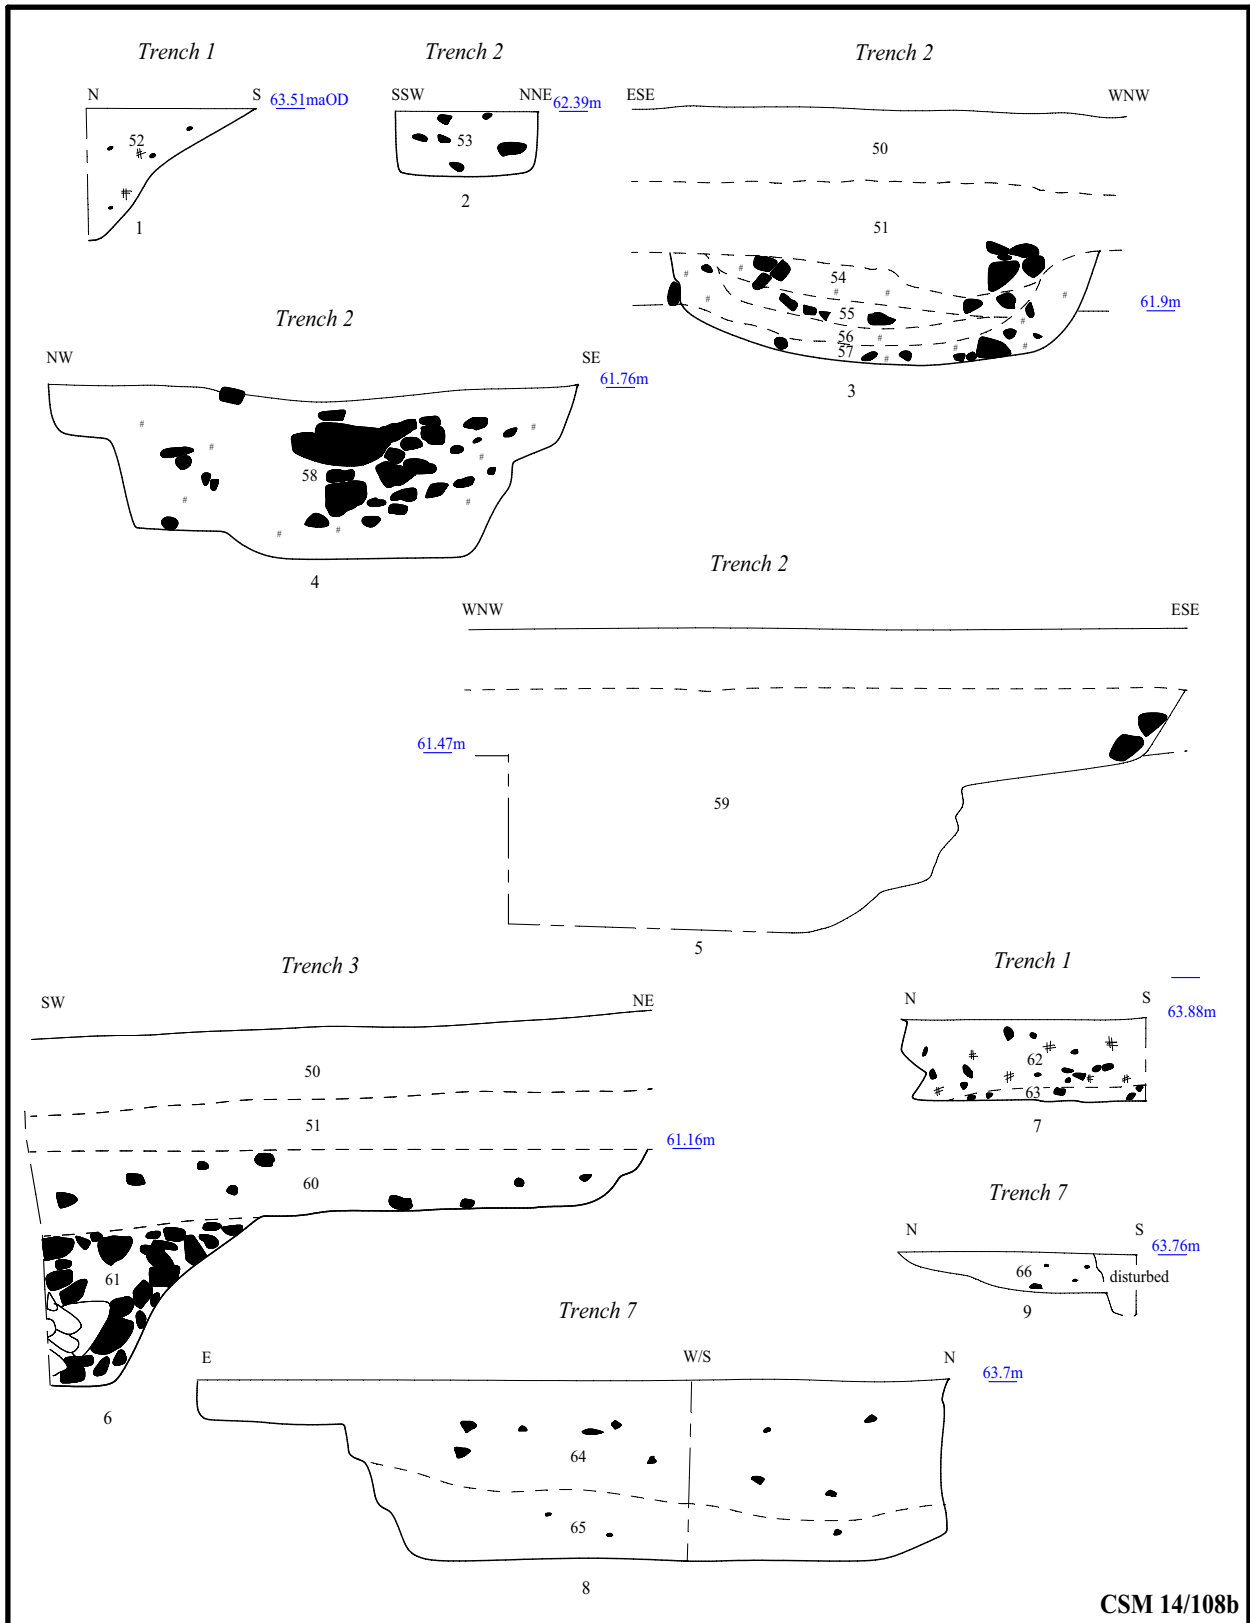 Trench 1
N S 63.51maOD
52
1
Trench 2
SSW NNE 62.39m
53
2
Trench 2
ESE WNW
50
51
54
55
56
57
61.9m
3
Trench 2
NW SE 61.76m
# # # # # # # #
58
4
Trench 2
WNW ESE
61.47m
59
5
Trench 3
SW NE
50
51
61.16m
60
61
6
Trench 1
N S
63.88m
62
63
7
Trench 7
N S 63.76m
66
disturbed
9
Trench 7
E W/S N 63.7m
64
65
8
CSM 14/108b